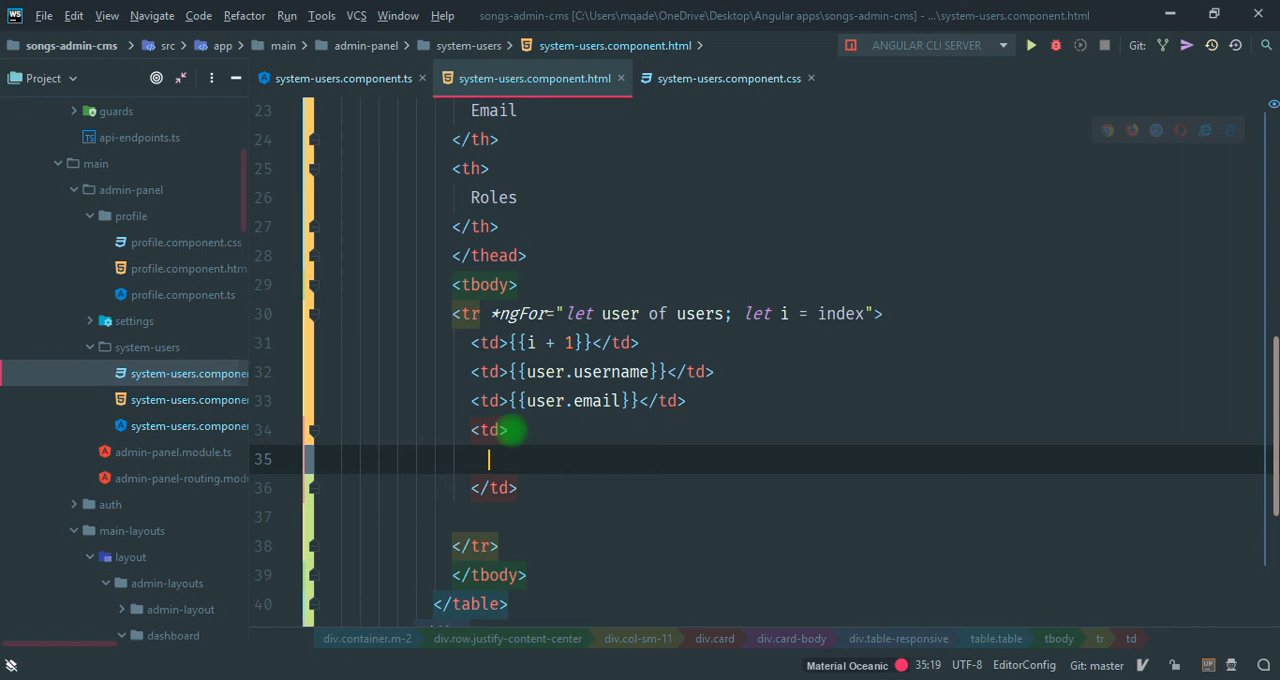 WS File Edit View Navigate Code Refactor Run Tools VCS Window Help songs-admin-cms [C:\Users\mqade\OneDrive\Desktop\Angular apps\songs-admin-cms] - ...\system-users.component.html
songs-admin-cms src app main admin-panel system-users system-users.component.html ANGULAR CLI SERVER Git:
Project system-users.component.ts system-users.component.html system-users.component.css
guards
TS api-endpoints.ts
main
admin-panel
profile
profile.component.css
profile.component.htm
profile.component.ts
settings
system-users
system-users.compone
system-users.compone
system-users.compone
admin-panel.module.ts
admin-panel-routing.mod
auth
main-layouts
layout
admin-layouts
admin-layout
dashboard
23 Email
24 </th>
25 <th>
26 Roles
27 </th>
28 </thead>
29 <tbody>
30 <tr *ngFor="let user of users; let i = index">
31 <td>{{i + 1}}</td>
32 <td>{{user.username}}</td>
33 <td>{{user.email}}</td>
34 <td>
35
36 </td>
37
38 </tr>
39 </tbody>
40 </table>
div.container.m-2 div.row.justify-content-center div.col-sm-11 div.card div.card-body div.table-responsive table.table tbody tr td
Material Oceanic 35:19 UTF-8 EditorConfig Git: master UP